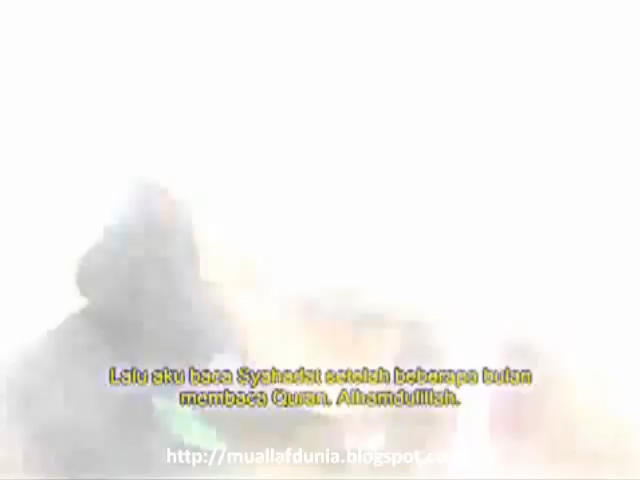 Lalu aku baca Syahadat setelah beberapa bulan
membaca Quran. Alhamdulillah.
http://muallafdunia.blogspot.com